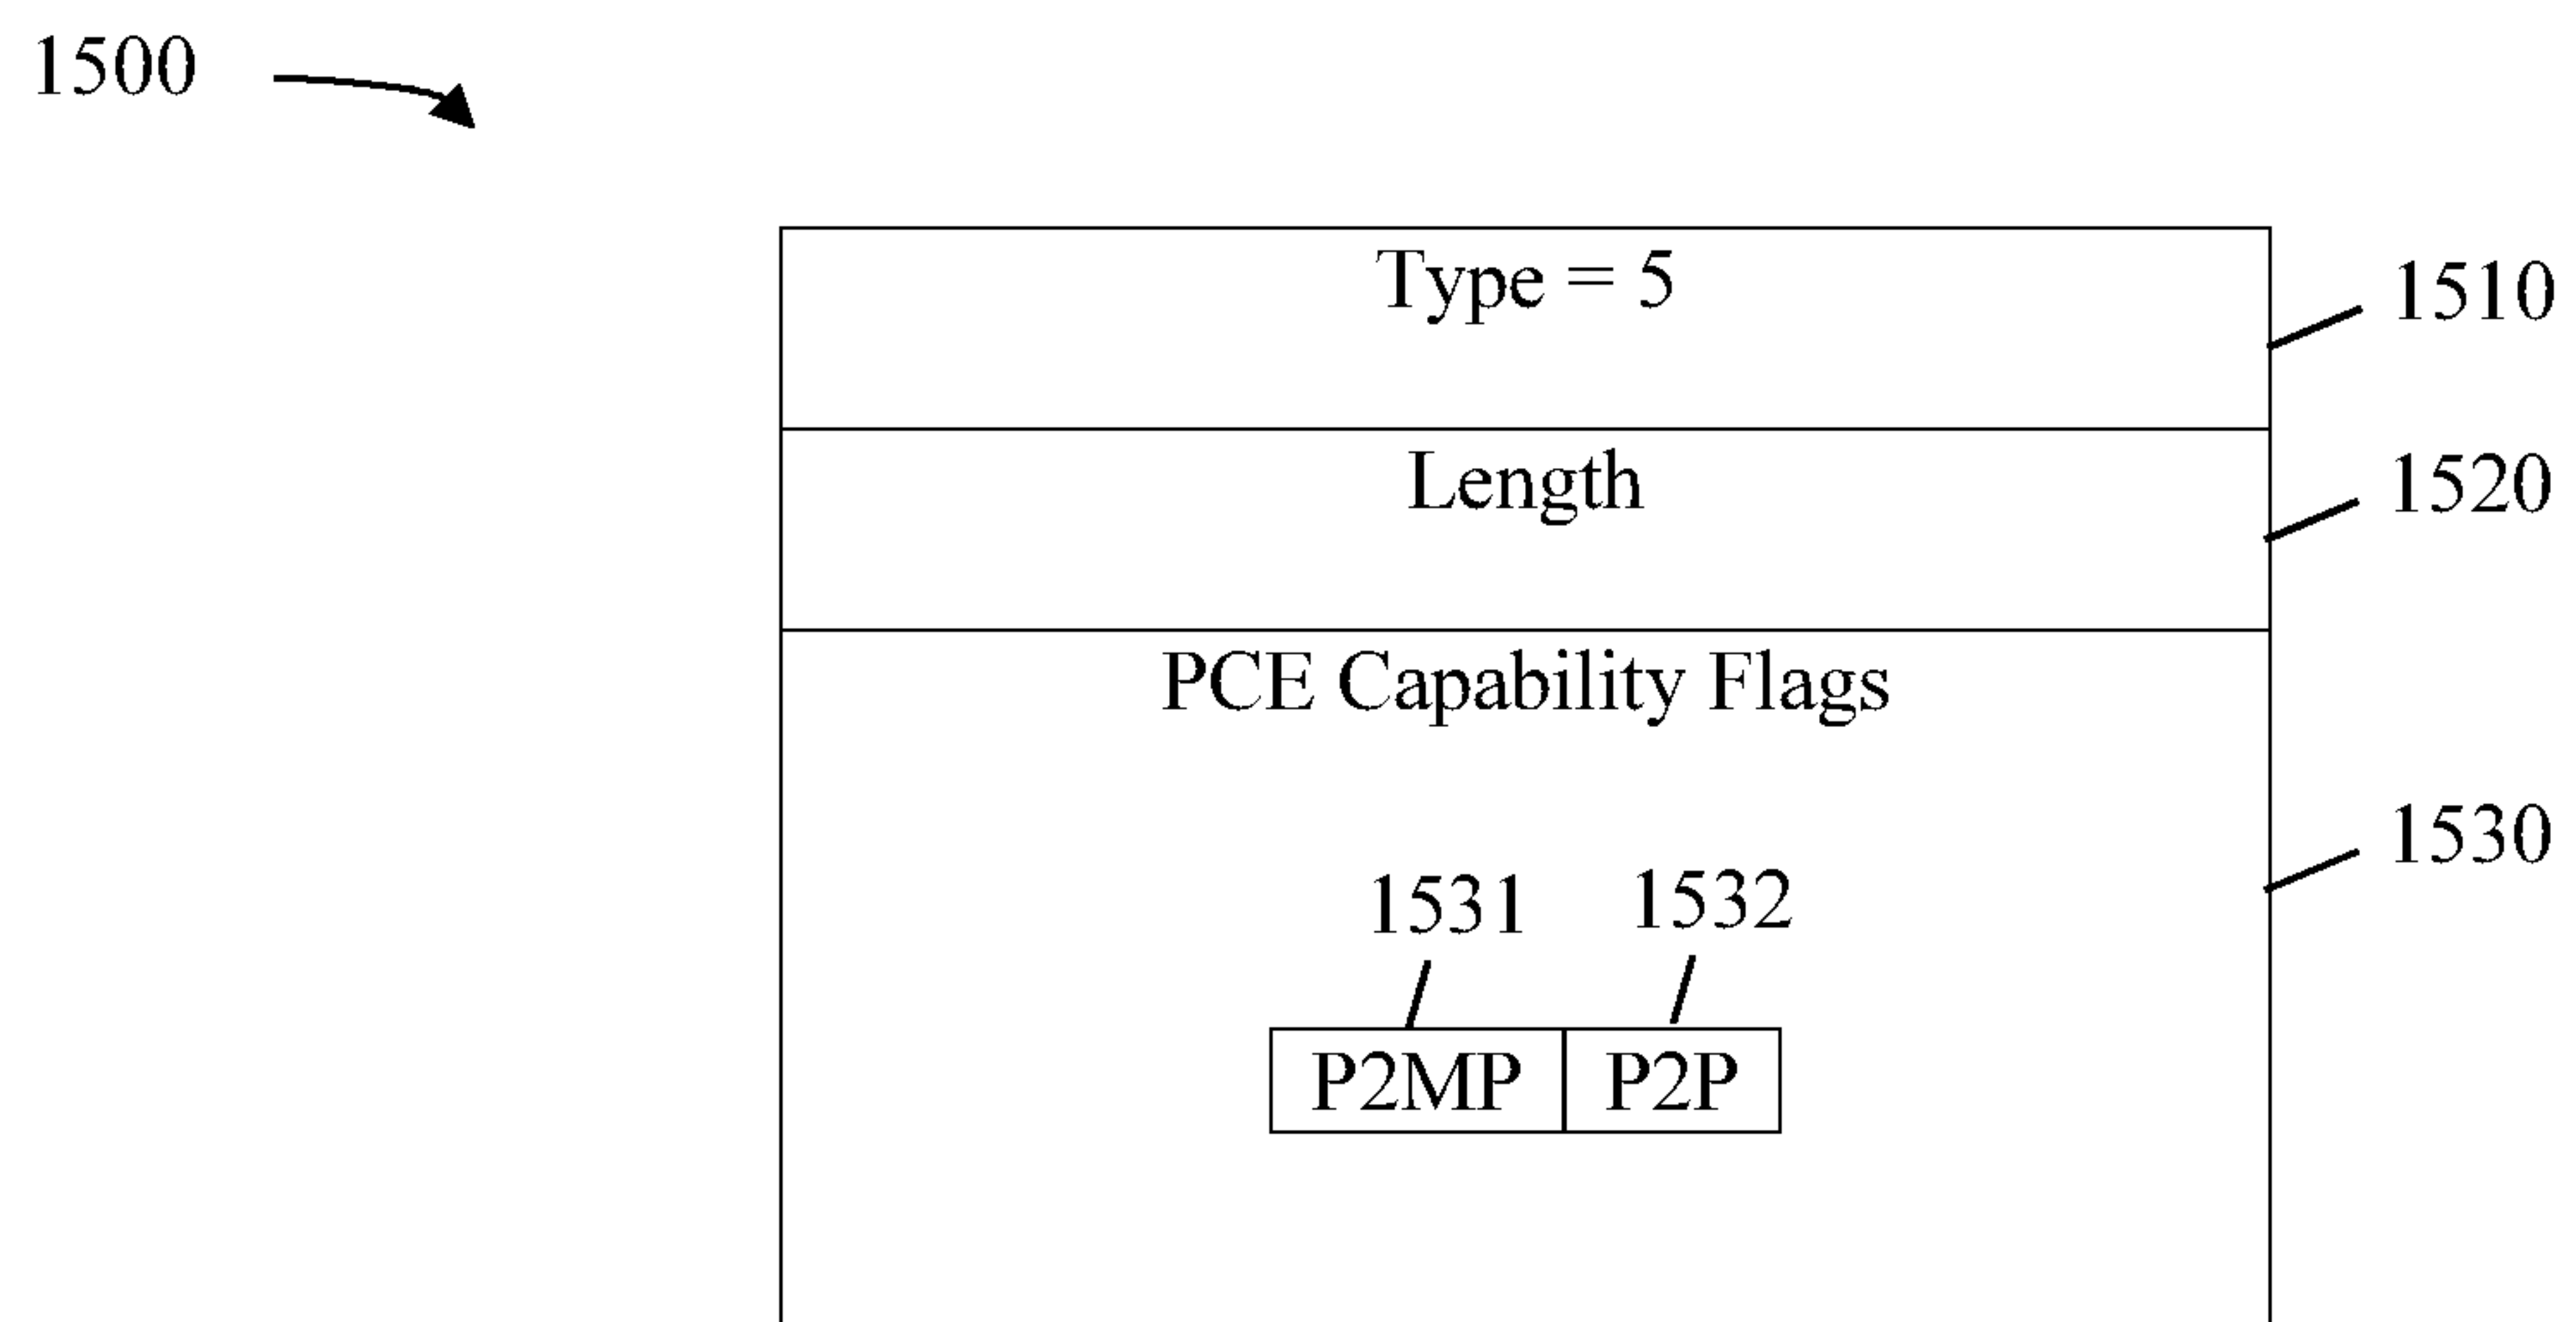 1500
Type = 5
1510
Length
1520
PCE Capability Flags
1530
1531 1532
P2MP P2P